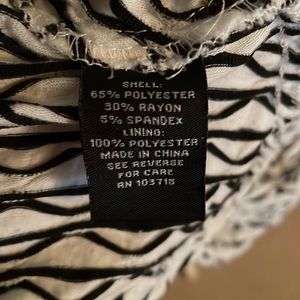 SHELL:
65% POLYESTER
30% RAYON
5% SPANDEX
LINING:
100% POLYESTER
MADE IN CHINA
SEE REVERSE
FOR CARE
RN 103715